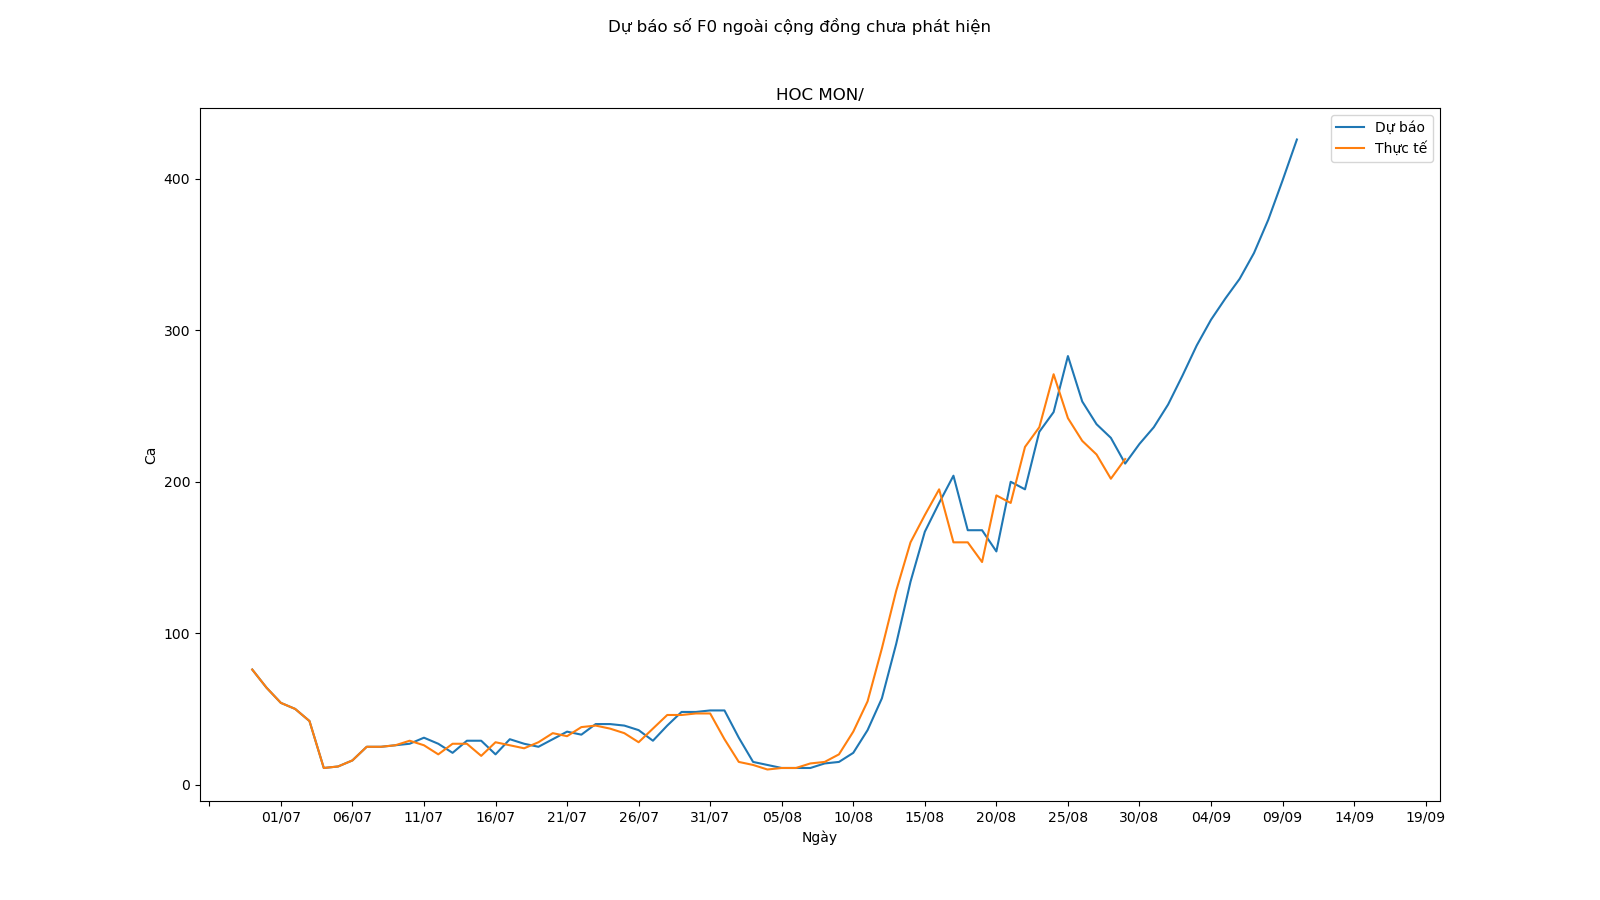 Dự báo số F0 ngoài cộng đồng chưa phát hiện
HOC MON/
Dự báo
Thực tế
400
300
200
100
0
Ca
01/07 06/07 11/07 16/07 21/07 26/07 31/07 05/08 10/08 15/08 20/08 25/08 30/08 04/09 09/09 14/09 19/09
Ngày